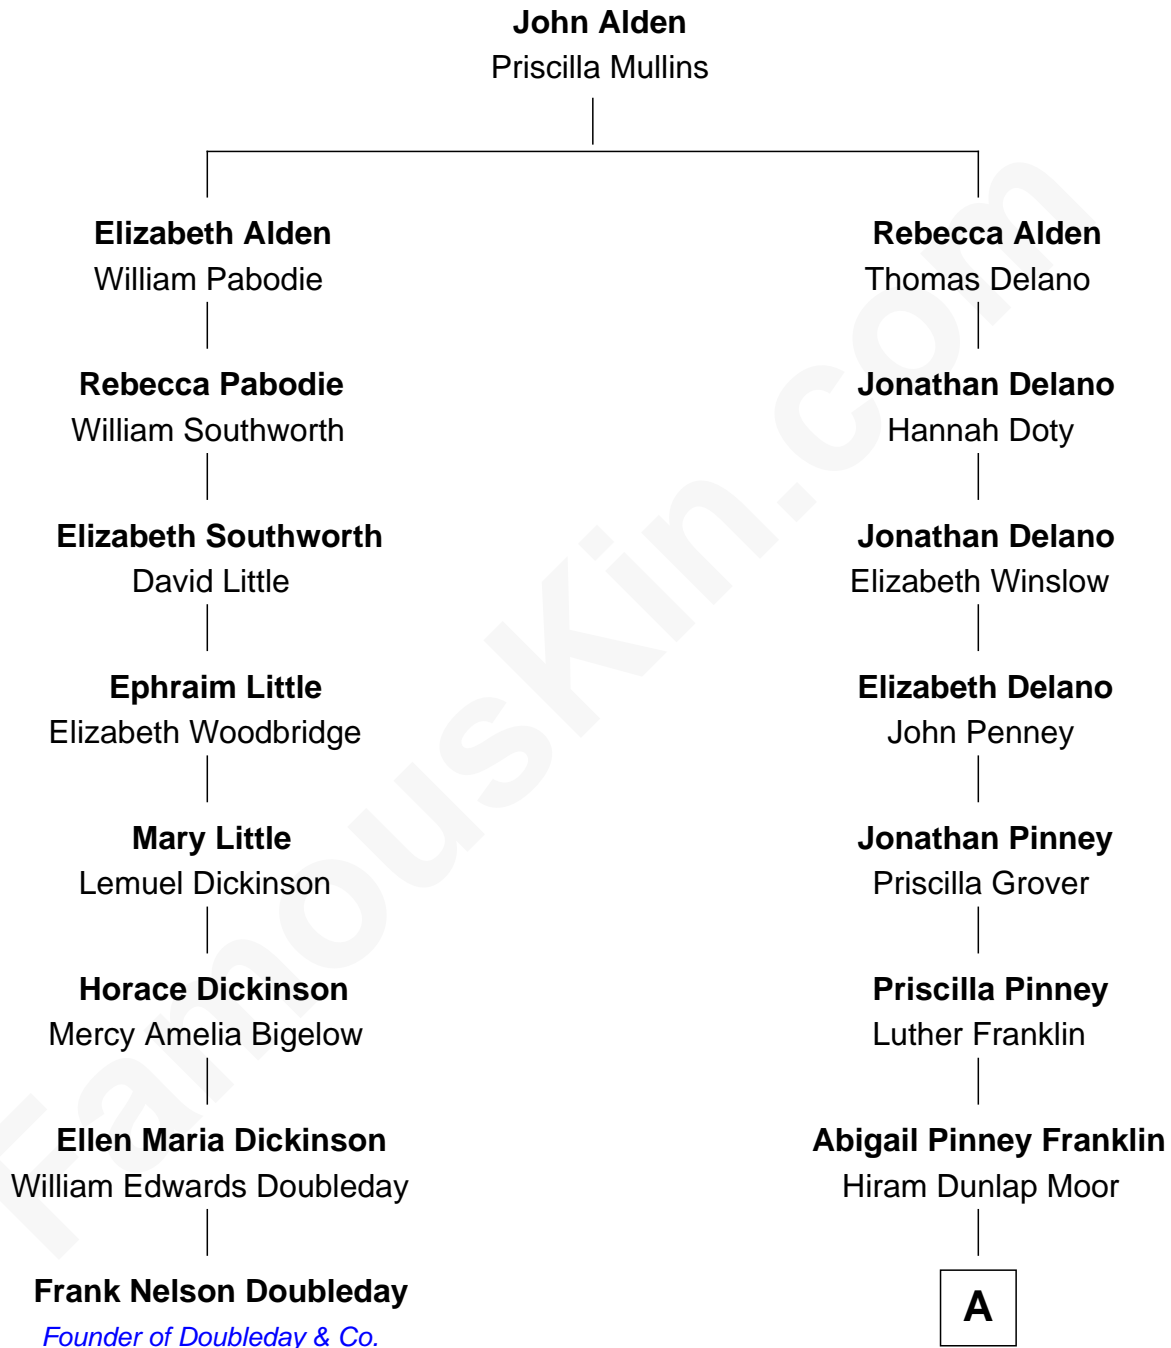 John Alden
Priscilla Mullins
Elizabeth Alden
William Pabodie
Rebecca Pabodie
William Southworth
Elizabeth Southworth
David Little
Ephraim Little
Elizabeth Woodbridge
Mary Little
Lemuel Dickinson
Horace Dickinson
Mercy Amelia Bigelow
Ellen Maria Dickinson
William Edwards Doubleday
Frank Nelson Doubleday
Founder of Doubleday & Co.
Rebecca Alden
Thomas Delano
Jonathan Delano
Hannah Doty
Jonathan Delano
Elizabeth Winslow
Elizabeth Delano
John Penney
Jonathan Pinney
Priscilla Grover
Priscilla Pinney
Luther Franklin
Abigail Pinney Franklin
Hiram Dunlap Moor
A
FamousKin.com